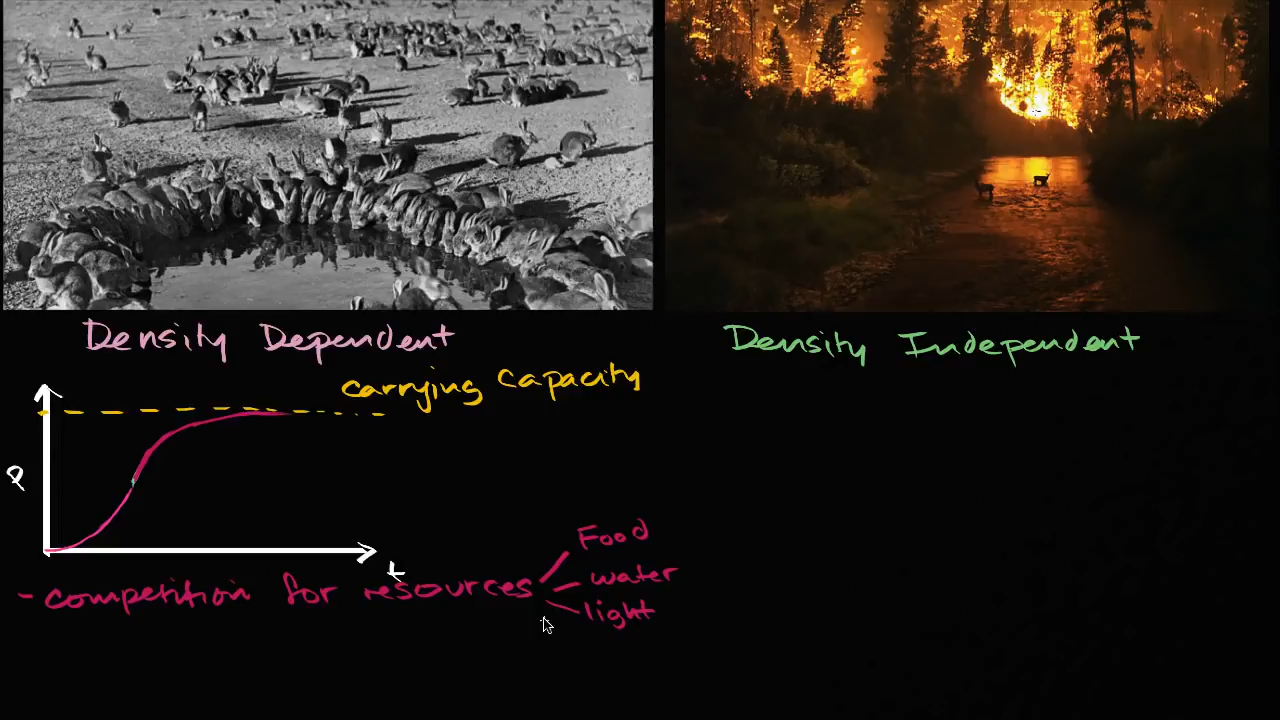 Density Dependent
Density Independent
carrying capacity
P
t
- competition for resources
Food
water
light